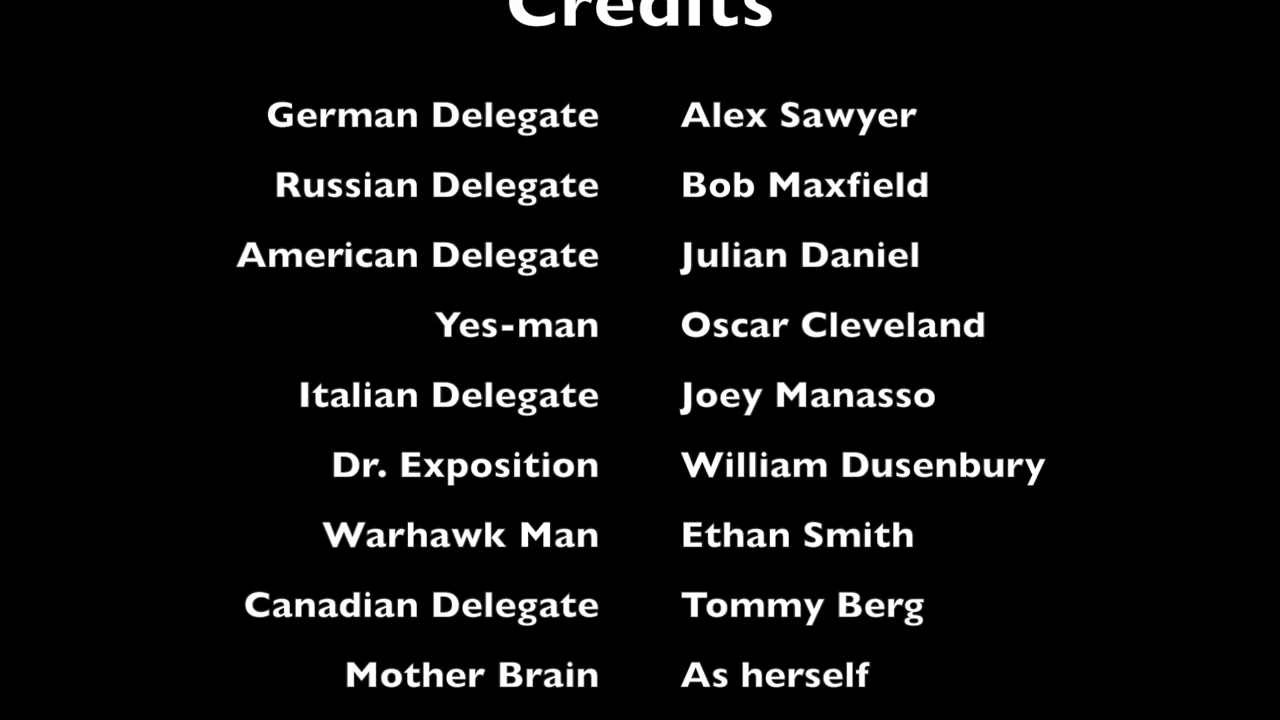 Credits
German Delegate Alex Sawyer
Russian Delegate Bob Maxfield
American Delegate Julian Daniel
Yes-man Oscar Cleveland
Italian Delegate Joey Manasso
Dr. Exposition William Dusenbury
Warhawk Man Ethan Smith
Canadian Delegate Tommy Berg
Mother Brain As herself